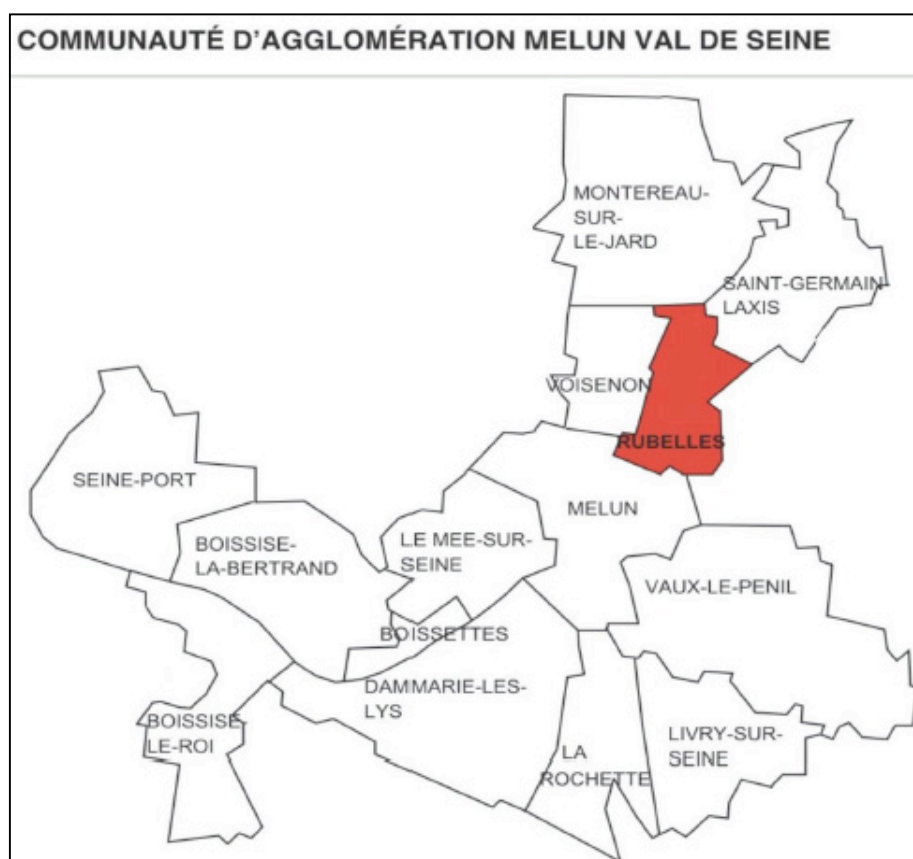 COMMUNAUTÉ D'AGGLOMÉRATION MELUN VAL DE SEINE
MONTEREAU-
SUR-
LE-JARD
SAINT-GERMAIN-
LAXIS
VOISENON
RUBELLES
SEINE-PORT
MELUN
BOISSISE-
LA-BERTRAND
LE MEE-SUR-
SEINE
VAUX-LE-PENIL
BOISSETTES
DAMMARIE-LES-
LYS
BOISSISE-
LE-ROI
LA
ROCHETTE
LIVRY-SUR-
SEINE